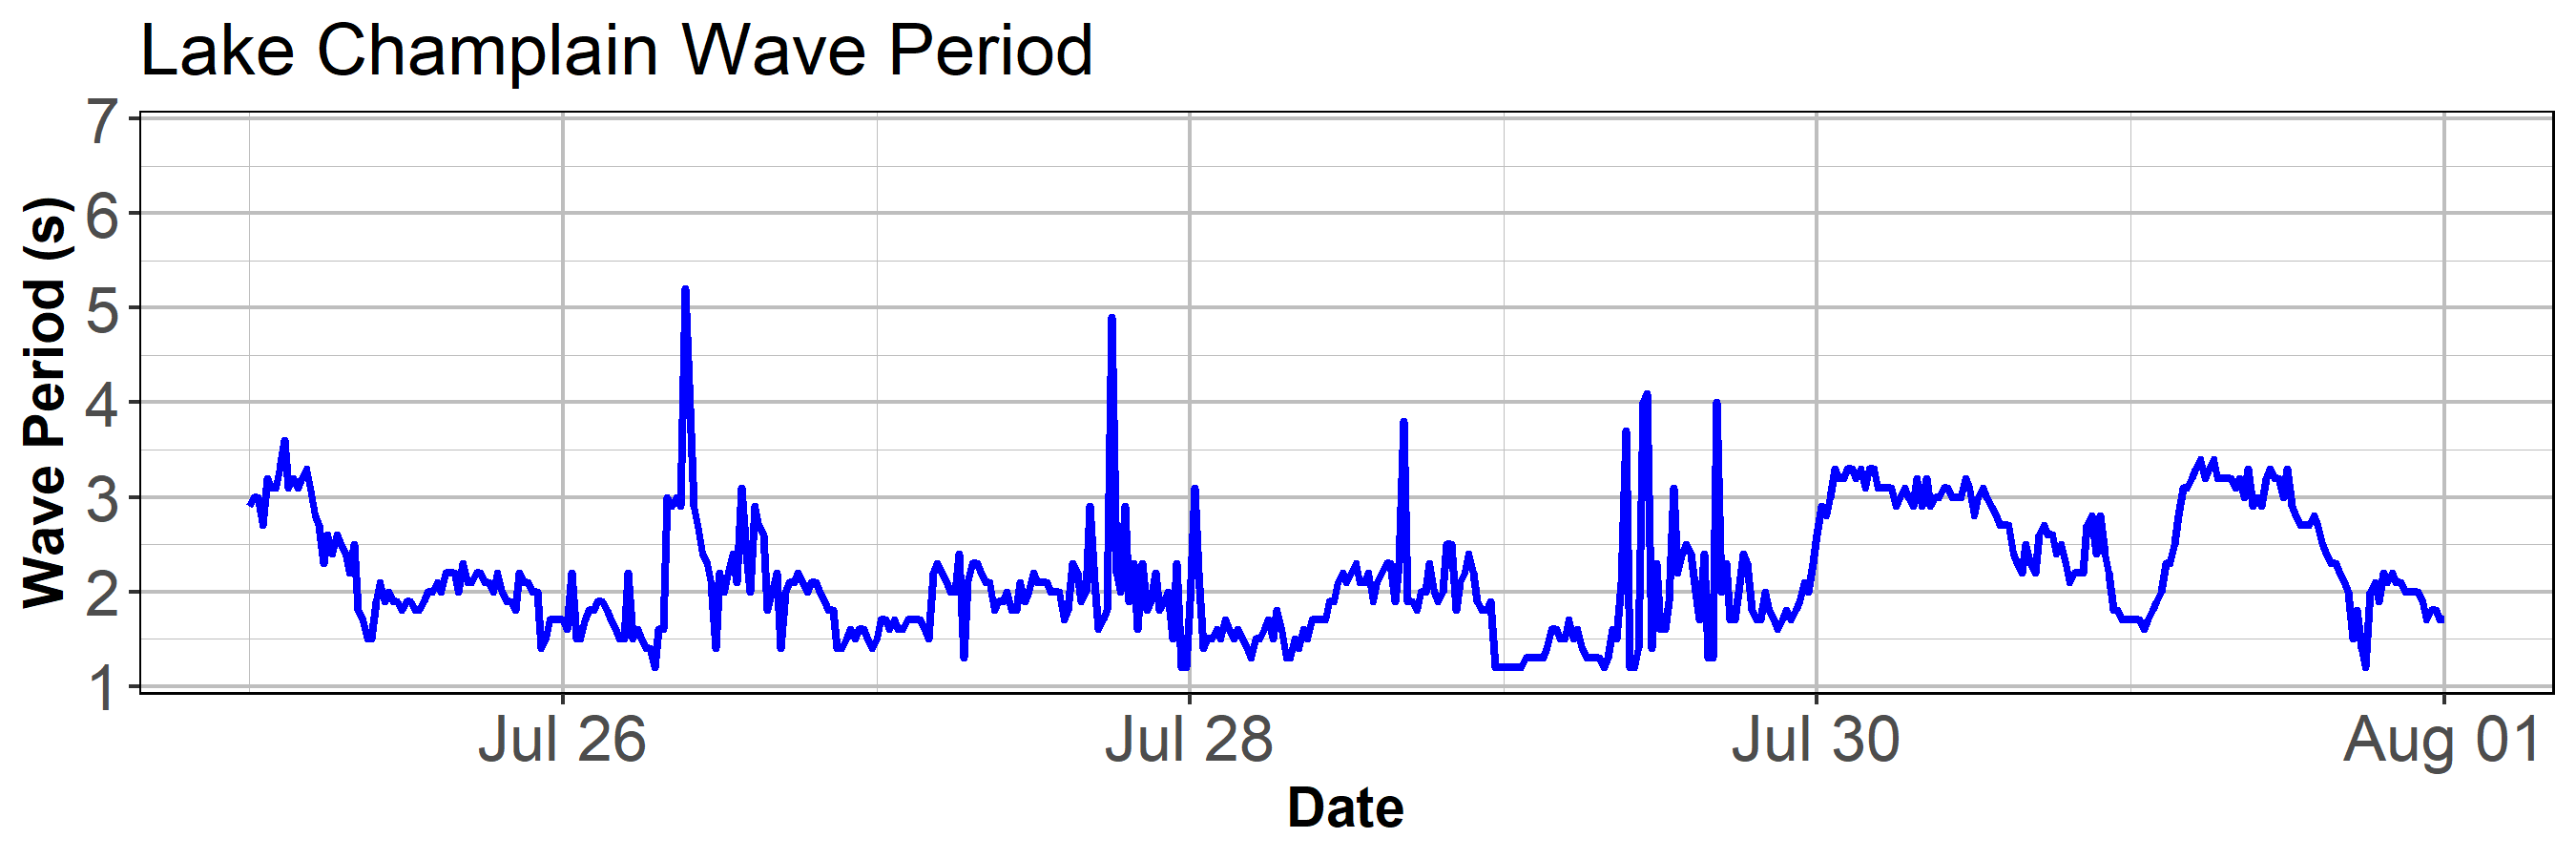 Lake Champlain Wave Period
Wave Period (s)
7
6
5
4
3
2
1
Jul 26
Jul 28
Jul 30
Aug 01
Date